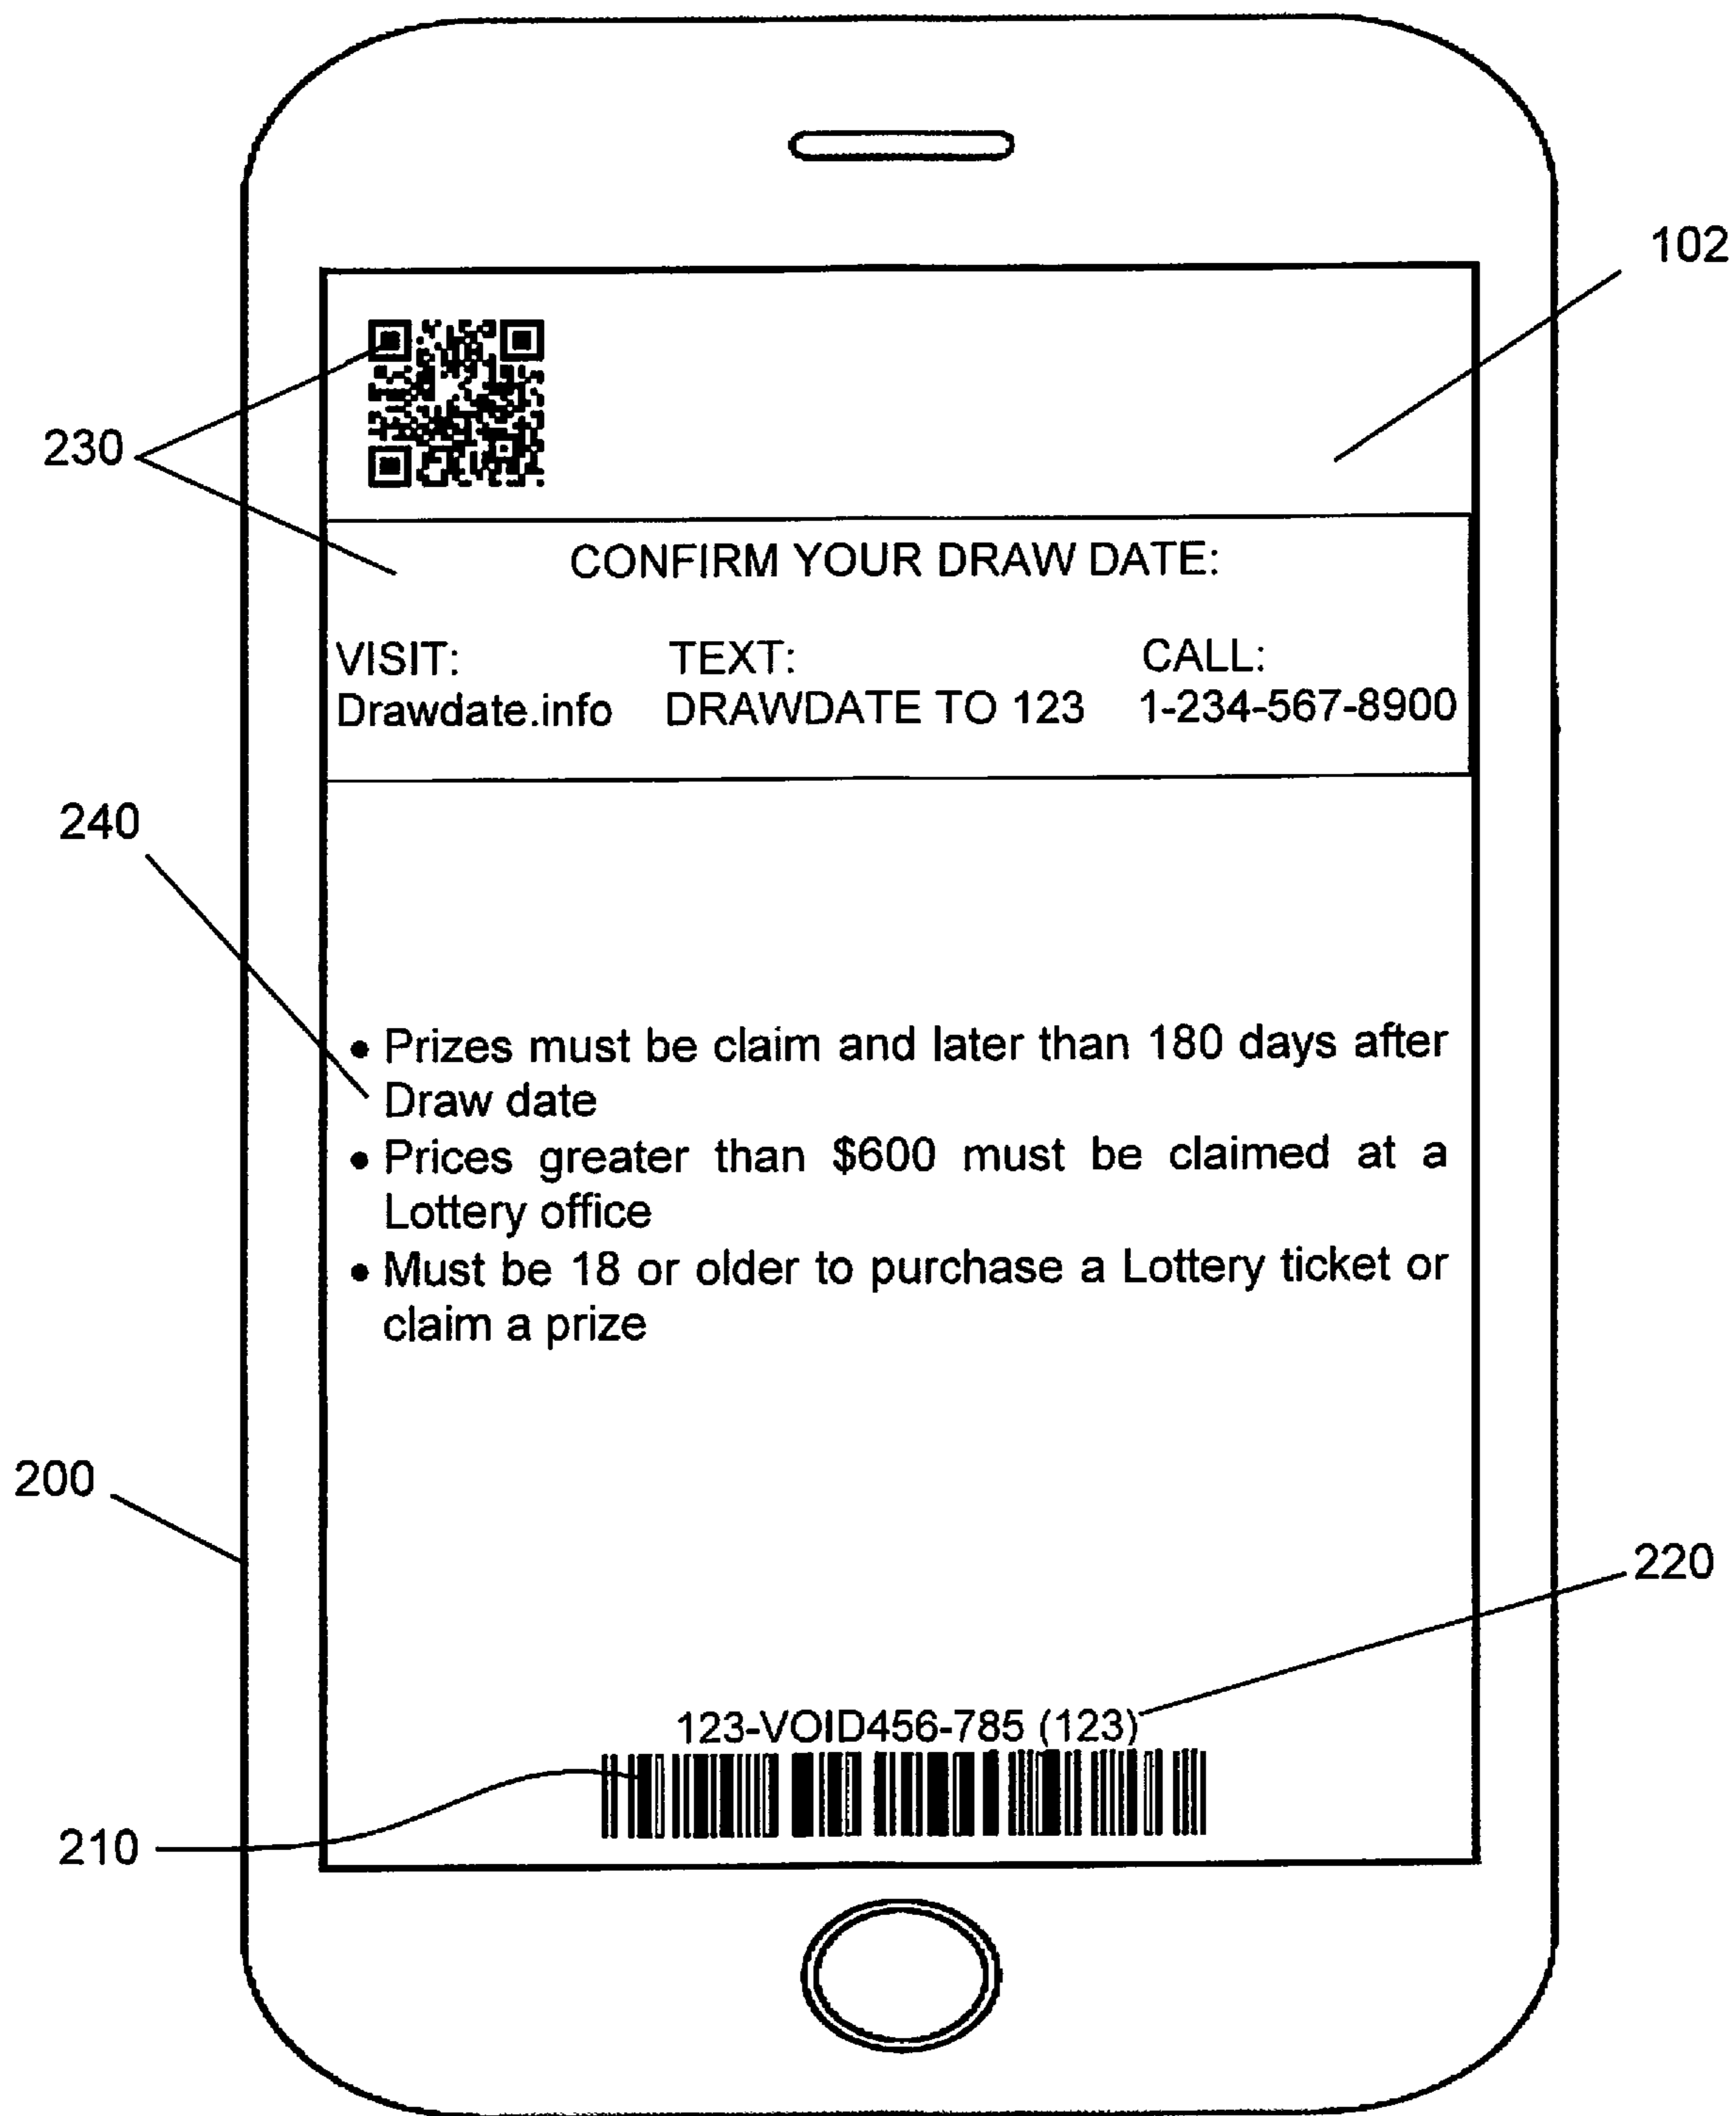 102
230
CONFIRM YOUR DRAW DATE:
VISIT: TEXT: CALL:
Drawdate.info DRAWDATE TO 123 1-234-567-8900
240
• Prizes must be claim and later than 180 days after
Draw date
• Prices greater than $600 must be claimed at a
Lottery office
• Must be 18 or older to purchase a Lottery ticket or
claim a prize
200
220
123-VOID456-785 (123)
210